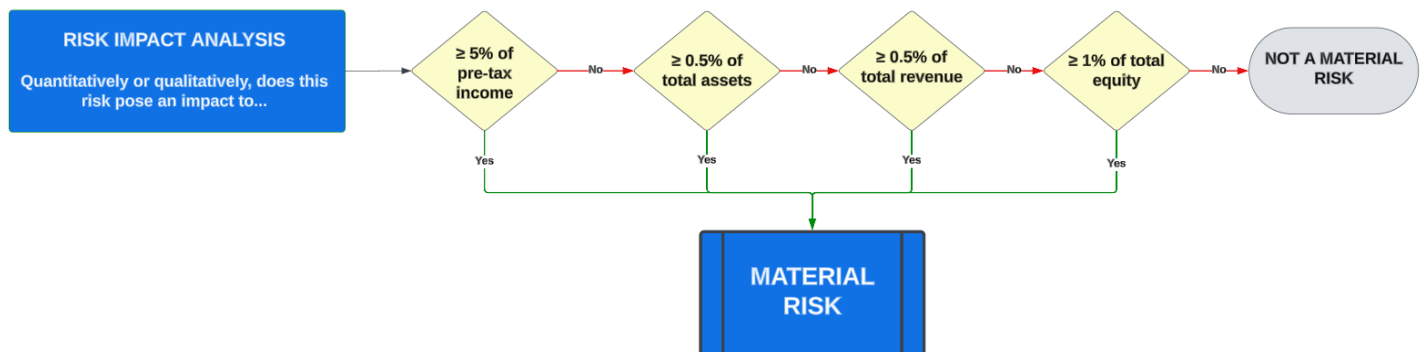 RISK IMPACT ANALYSIS
Quantitatively or qualitatively, does this
risk pose an impact to...
≥ 5% of
pre-tax
income
No
≥ 0.5% of
total assets
No
≥ 0.5% of
total revenue
No
≥ 1% of total
equity
No
NOT A MATERIAL
RISK
Yes
Yes
Yes
Yes
MATERIAL
RISK